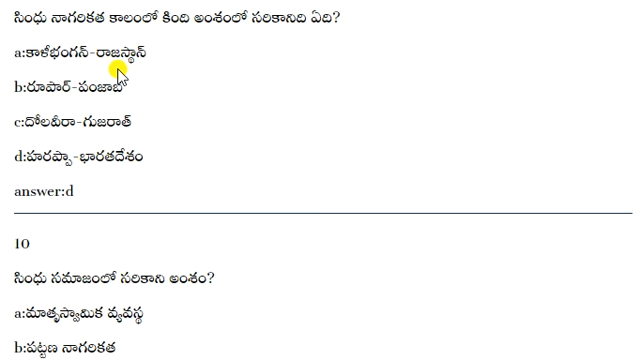 సింధు నాగరికత కాలంలో కింది అంశంలో సరికానిది ఏది?
a:కాళీభంగన్-రాజస్థాన్
b:రూపార్-పంజాబ్
c:దోలవీరా-గుజరాత్
d:హరప్పా-భారతదేశం
answer:d
10
సింధు సమాజంలో సరికాని అంశం?
a:మాతృస్వామిక వ్యవస్థ
b:పట్టణ నాగరికత